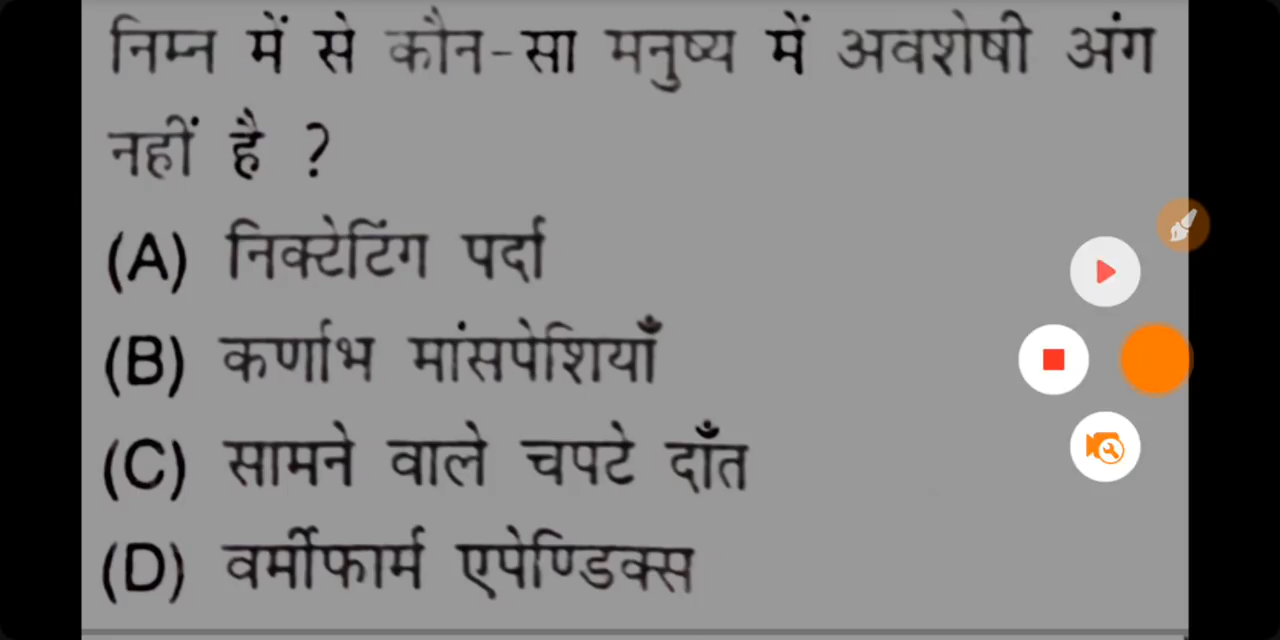 निम्न में से कौन-सा मनुष्य में अवशेषी अंग
नहीं है ?
(A) निक्टेटिंग पर्दा
(B) कर्णाभ मांसपेशियाँ
(C) सामने वाले चपटे दाँत
(D) वर्मीफार्म एपेण्डिक्स